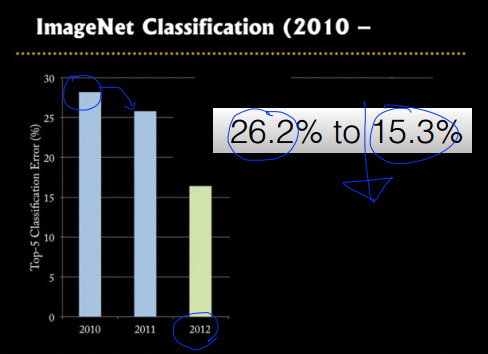 ImageNet Classification (2010 –
Top-5 Classification Error (%)
30
25
20
15
10
5
0
2010 2011 2012
26.2% to 15.3%